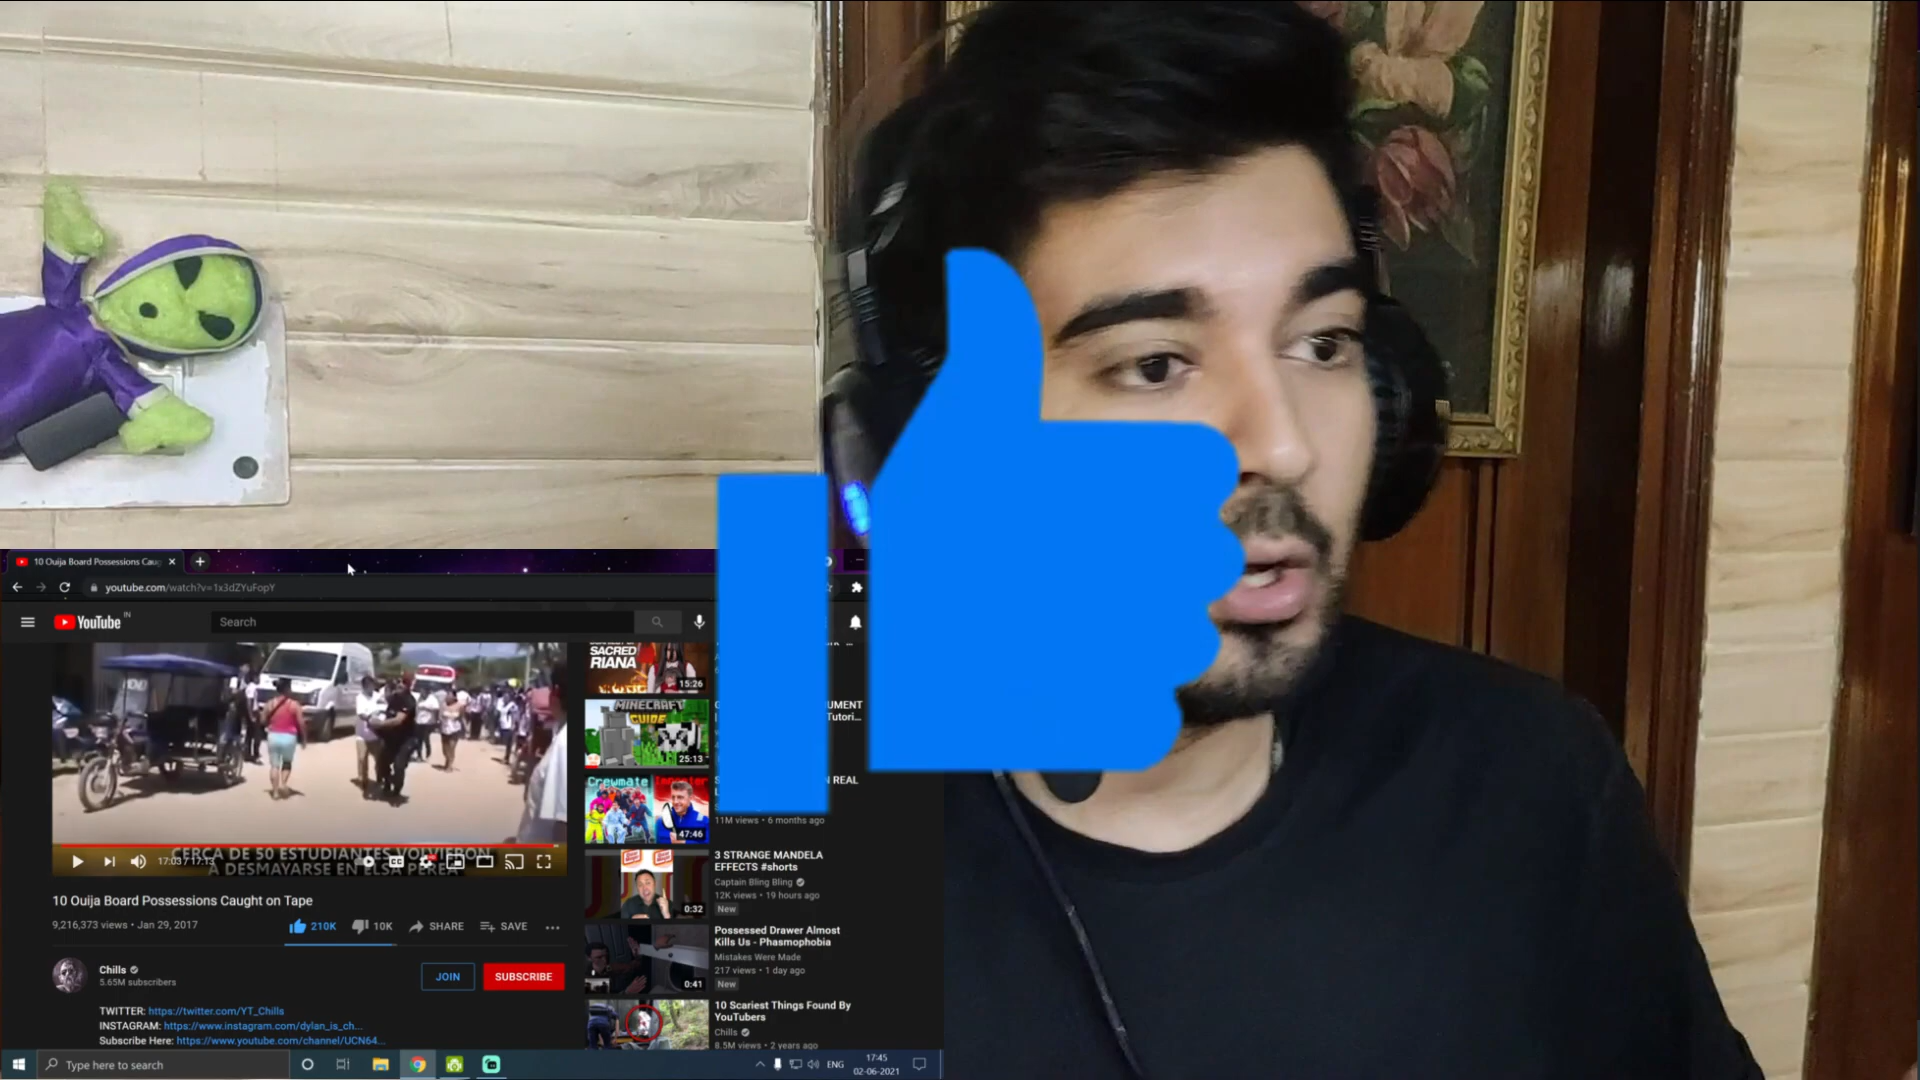 10 Ouija Board Possessions Caug
youtube.com/watch?v=1x3dZYuFopY
YouTube IN
Search
SACRED
RIANA
15:26
MINECRAFT
GUIDE
25:13
UMENT
Tutori...
Crewmate Imposter
47:46
REAL
11M views • 6 months ago
CERCA DE 50 ESTUDIANTES VOLVIERON
A DESMAYARSE EN ELSA PEREA
17:03 / 17:13
3 STRANGE MANDELA
EFFECTS #shorts
Captain Bling Bling
12K views • 19 hours ago
New
0:32
10 Ouija Board Possessions Caught on Tape
9,216,373 views • Jan 29, 2017
210K
10K
SHARE
SAVE
Possessed Drawer Almost
Kills Us - Phasmophobia
Mistakes Were Made
217 views • 1 day ago
New
0:41
Chills
5.65M subscribers
JOIN
SUBSCRIBE
TWITTER: https://twitter.com/YT_Chills
INSTAGRAM: https://www.instagram.com/dylan_is_ch...
Subscribe Here: https://www.youtube.com/channel/UCN64...
10 Scariest Things Found By
YouTubers
Chills
8.5M views • 2 years ago
Type here to search
ENG
17:45
02-06-2021